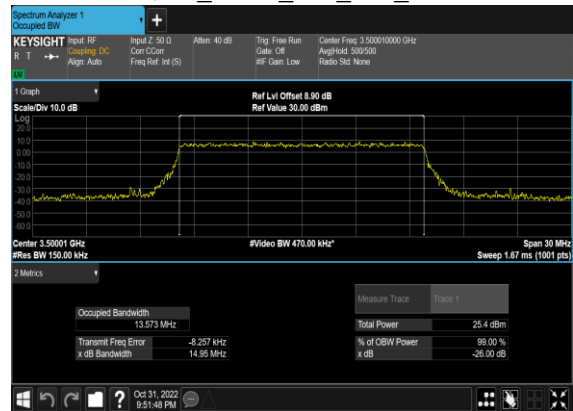 Spectrum Analyzer 1
Occupied BW
KEYSIGHT Input: RF Input Z: 50 Ω Atten: 40 dB Trig: Free Run Center Freq: 3.500010000 GHz
R T Coupling: DC Corr CCorr Gate: Off Avg|Hold: 500/500
Align: Auto Freq Ref: Int (S) #IF Gain: Low Radio Std: None
1 Graph
Ref Lvl Offset 8.90 dB
Scale/Div 10.0 dB Ref Value 30.00 dBm
Log
20.0
10.0
0.00
-10.0
-20.0
-30.0
-40.0
-50.0
-60.0
Center 3.50001 GHz #Video BW 470.00 kHz* Span 30 MHz
#Res BW 150.00 kHz Sweep 1.67 ms (1001 pts)
2 Metrics
Measure Trace Trace 1
Occupied Bandwidth
13.573 MHz Total Power 25.4 dBm
Transmit Freq Error -8.257 kHz % of OBW Power 99.00 %
x dB Bandwidth 14.95 MHz x dB -26.00 dB
? Oct 31, 2022
9:51:48 PM